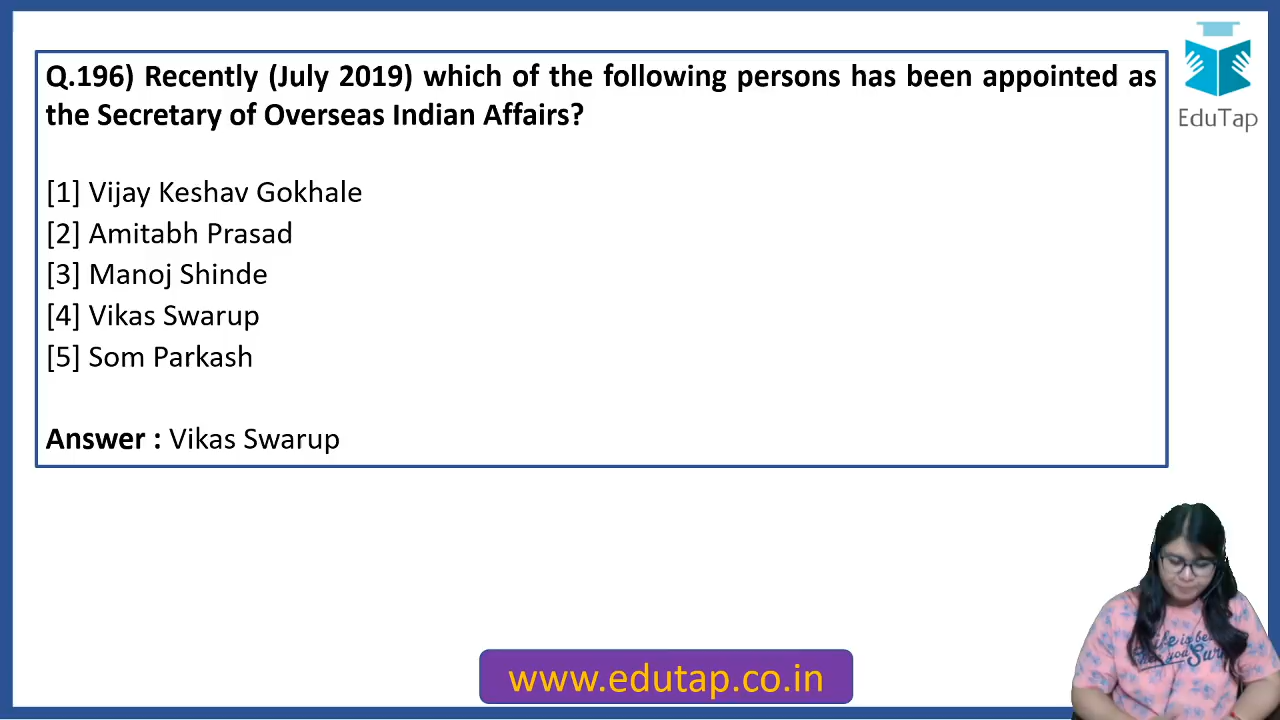 Q.196) Recently (July 2019) which of the following persons has been appointed as
the Secretary of Overseas Indian Affairs?
[1] Vijay Keshav Gokhale
[2] Amitabh Prasad
[3] Manoj Shinde
[4] Vikas Swarup
[5] Som Parkash
Answer : Vikas Swarup
EduTap
www.edutap.co.in